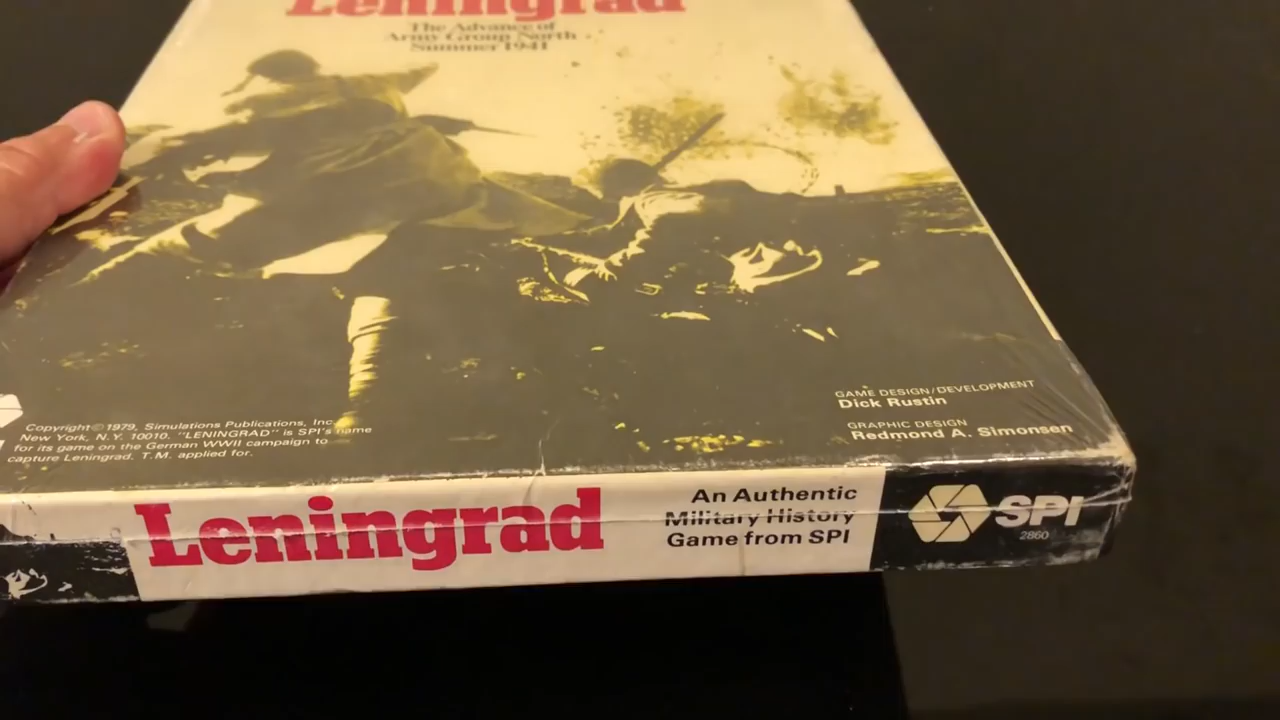 Leningrad
The Advance of
Army Group North
Summer 1941
GAME DESIGN/DEVELOPMENT
Dick Rustin
GRAPHIC DESIGN
Redmond A. Simonsen
Copyright © 1979, Simulations Publications, Inc.
New York, N.Y. 10010. "LENINGRAD" is SPI's name
for its game on the German WWII campaign to
capture Leningrad. T.M. applied for.
Leningrad
An Authentic
Military History
Game from SPI
SPI
2860